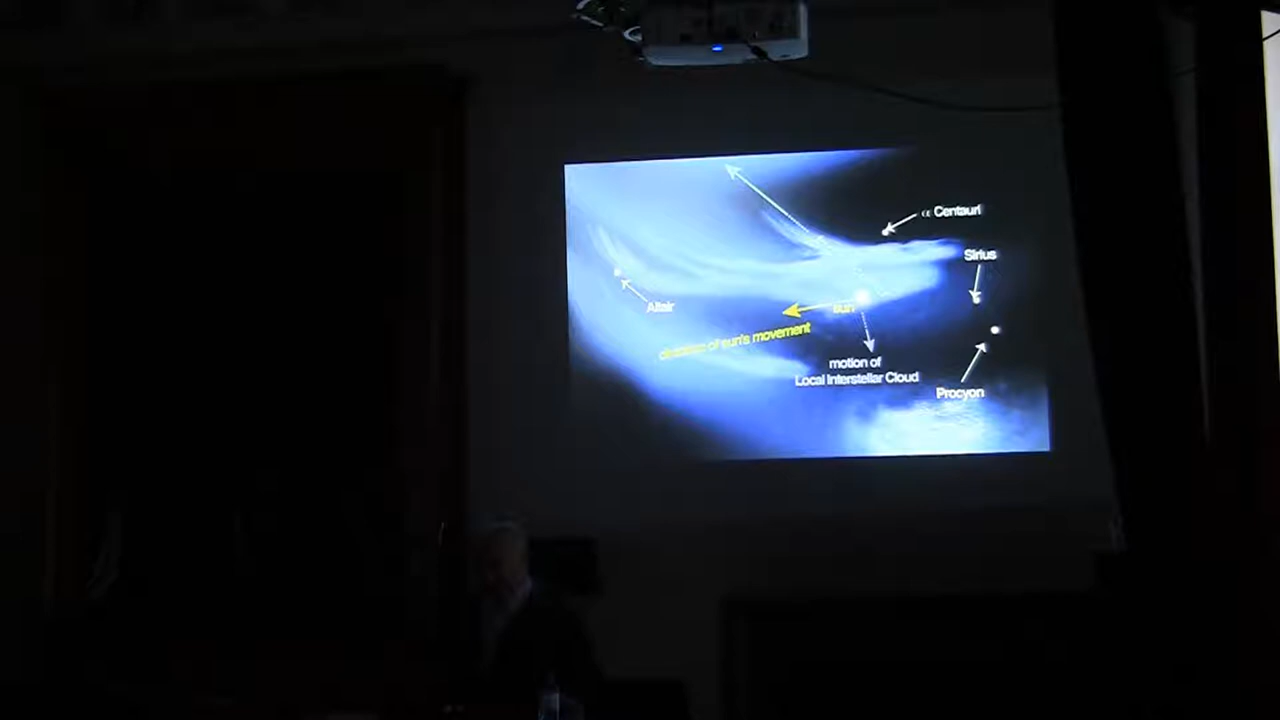 α Centauri
Sirius
Altair
sun
direction of sun's movement
motion of
Local Interstellar Cloud
Procyon